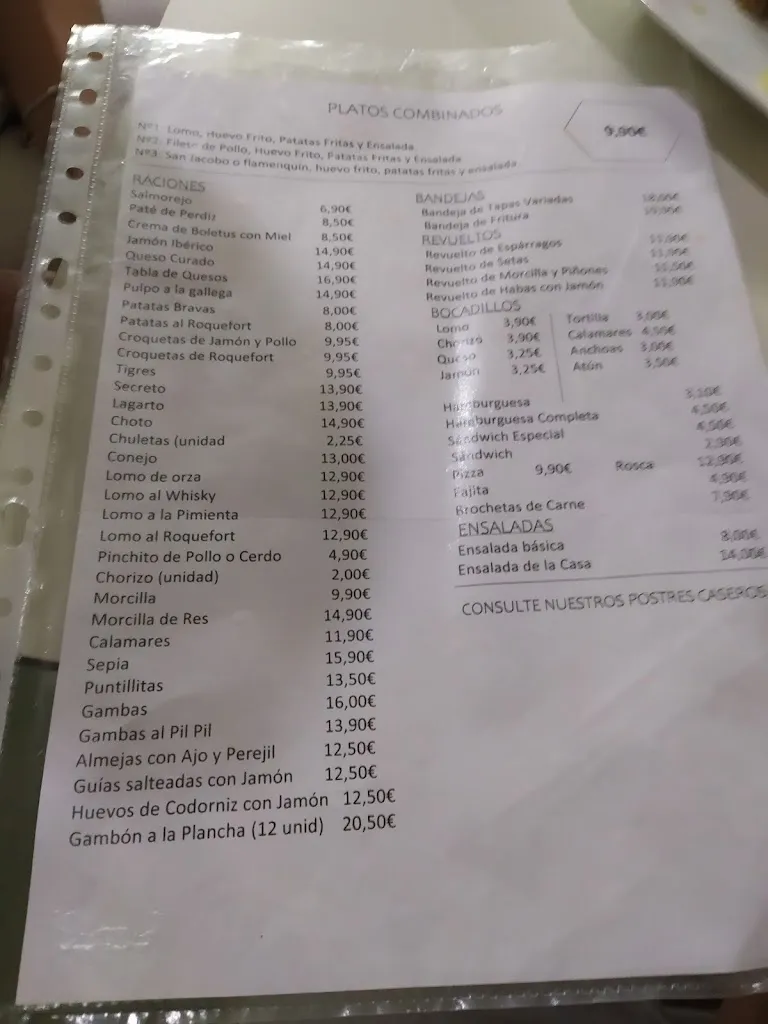 PLATOS COMBINADOS
9,90€
Nº1. Lomo, Huevo Frito, Patatas Fritas y Ensalada
Nº2. Filete de Pollo, Huevo Frito, Patatas Fritas y Ensalada
Nº3. San Jacobo o flamenquin, huevo frito, patatas fritas y ensalada
RACIONES
Salmorejo 6,90€
Paté de Perdiz 8,50€
Crema de Boletus con Miel 8,50€
Jamón Ibérico 14,90€
Queso Curado 14,90€
Tabla de Quesos 16,90€
Pulpo a la gallega 14,90€
Patatas Bravas 8,00€
Patatas al Roquefort 8,00€
Croquetas de Jamón y Pollo 9,95€
Croquetas de Roquefort 9,95€
Tigres 9,95€
Secreto 13,90€
Lagarto 13,90€
Choto 14,90€
Chuletas (unidad 2,25€
Conejo 13,00€
Lomo de orza 12,90€
Lomo al Whisky 12,90€
Lomo a la Pimienta 12,90€
Lomo al Roquefort 12,90€
Pinchito de Pollo o Cerdo 4,90€
Chorizo (unidad) 2,00€
Morcilla 9,90€
Morcilla de Res 14,90€
Calamares 11,90€
Sepia 15,90€
Puntillitas 13,50€
Gambas 16,00€
Gambas al Pil Pil 13,90€
Almejas con Ajo y Perejil 12,50€
Guías salteadas con Jamón 12,50€
Huevos de Codorniz con Jamón 12,50€
Gambón a la Plancha (12 unid) 20,50€
BANDEJAS
Bandeja de Tapas Variadas
Bandeja de Fritura
REVUELTOS
Revuelto de Espárragos
Revuelto de Setas
Revuelto de Morcilla y Piñones
Revuelto de Habas con Jamón
BOCADILLOS
Lomo 3,90€ Tortilla
Chorizo 3,90€ Calamares
Queso 3,25€ Anchoas
Jamón 3,25€ Atún
Hamburguesa
Hamburguesa Completa
Sandwich Especial
Sandwich
Pizza 9,90€ Rosca
Fajita
Brochetas de Carne
ENSALADAS
Ensalada básica
Ensalada de la Casa
CONSULTE NUESTROS POSTRES CASEROS